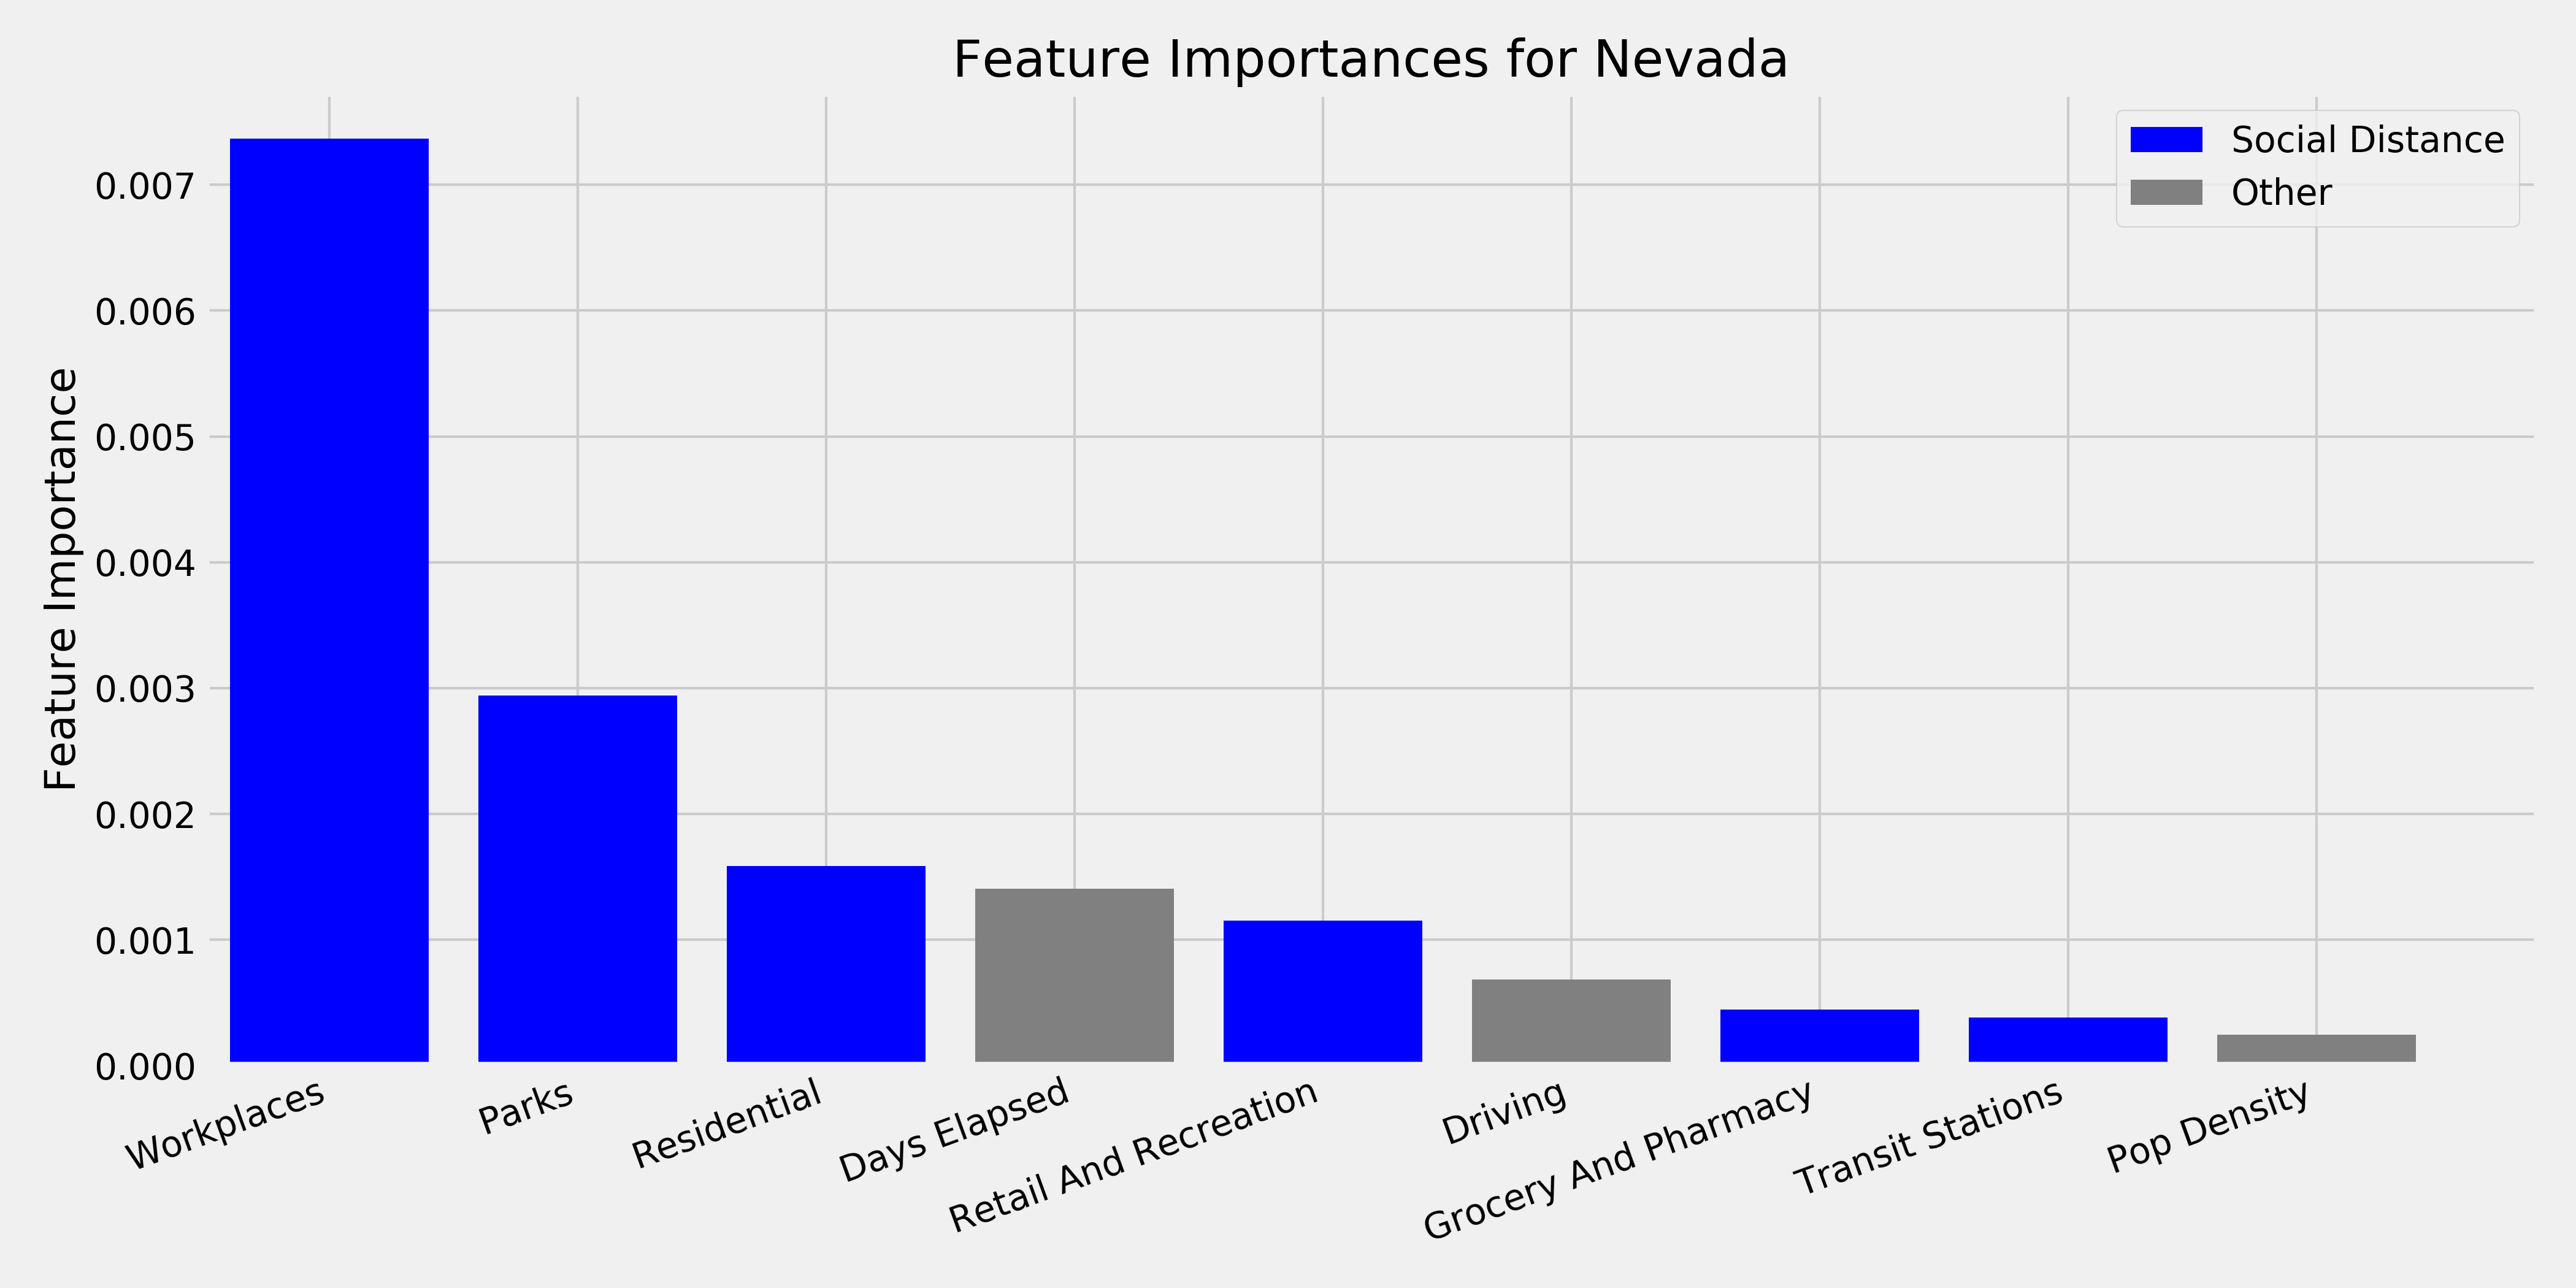 Feature Importances for Nevada
Social Distance
Other
Feature Importance
0.007
0.006
0.005
0.004
0.003
0.002
0.001
0.000
Workplaces
Parks
Residential
Days Elapsed
Retail And Recreation
Driving
Grocery And Pharmacy
Transit Stations
Pop Density